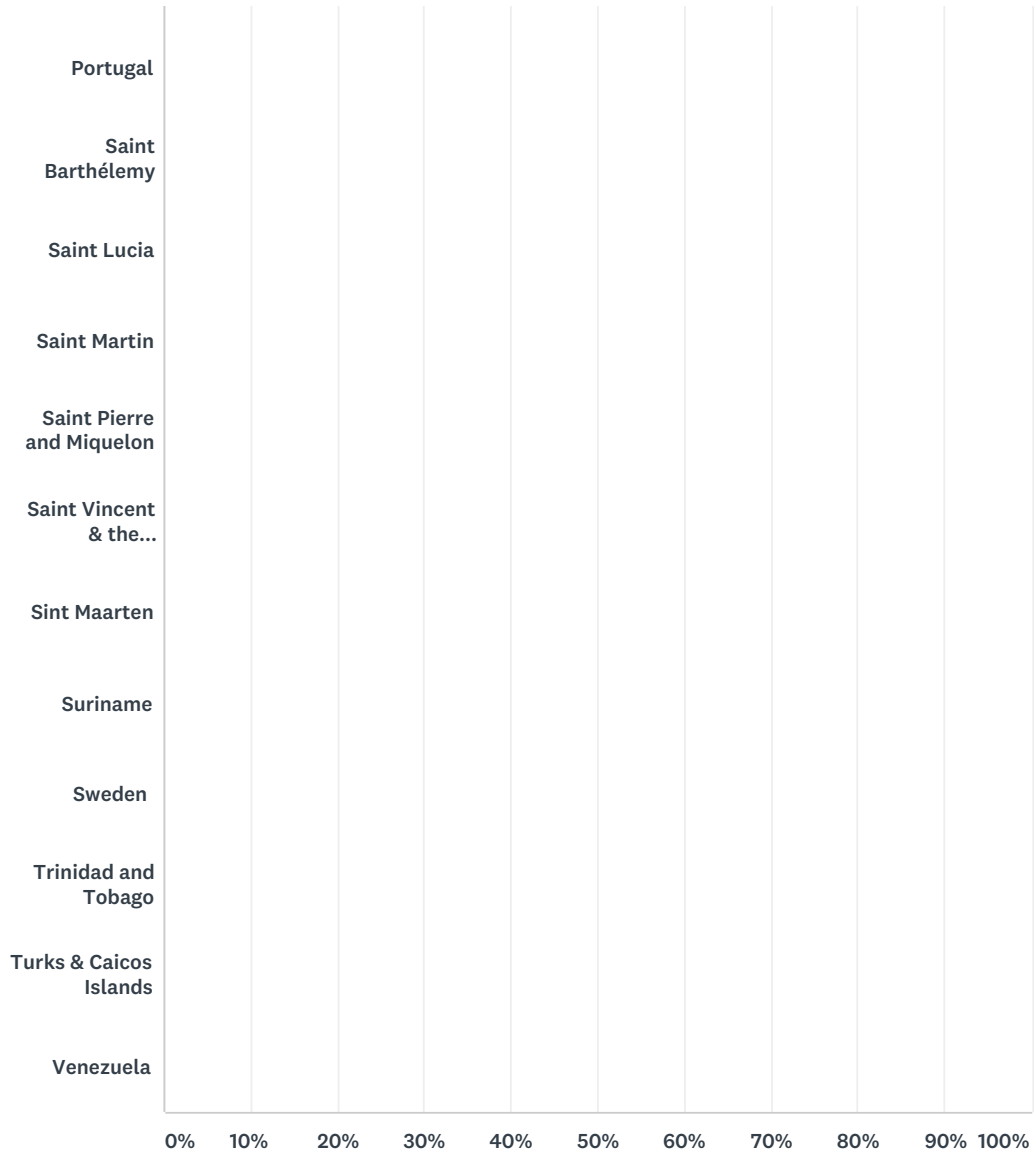 Portugal
Saint
Barthélemy
Saint Lucia
Saint Martin
Saint Pierre
and Miquelon
Saint Vincent
& the...
Sint Maarten
Suriname
Sweden
Trinidad and
Tobago
Turks & Caicos
Islands
Venezuela
0% 10% 20% 30% 40% 50% 60% 70% 80% 90% 100%